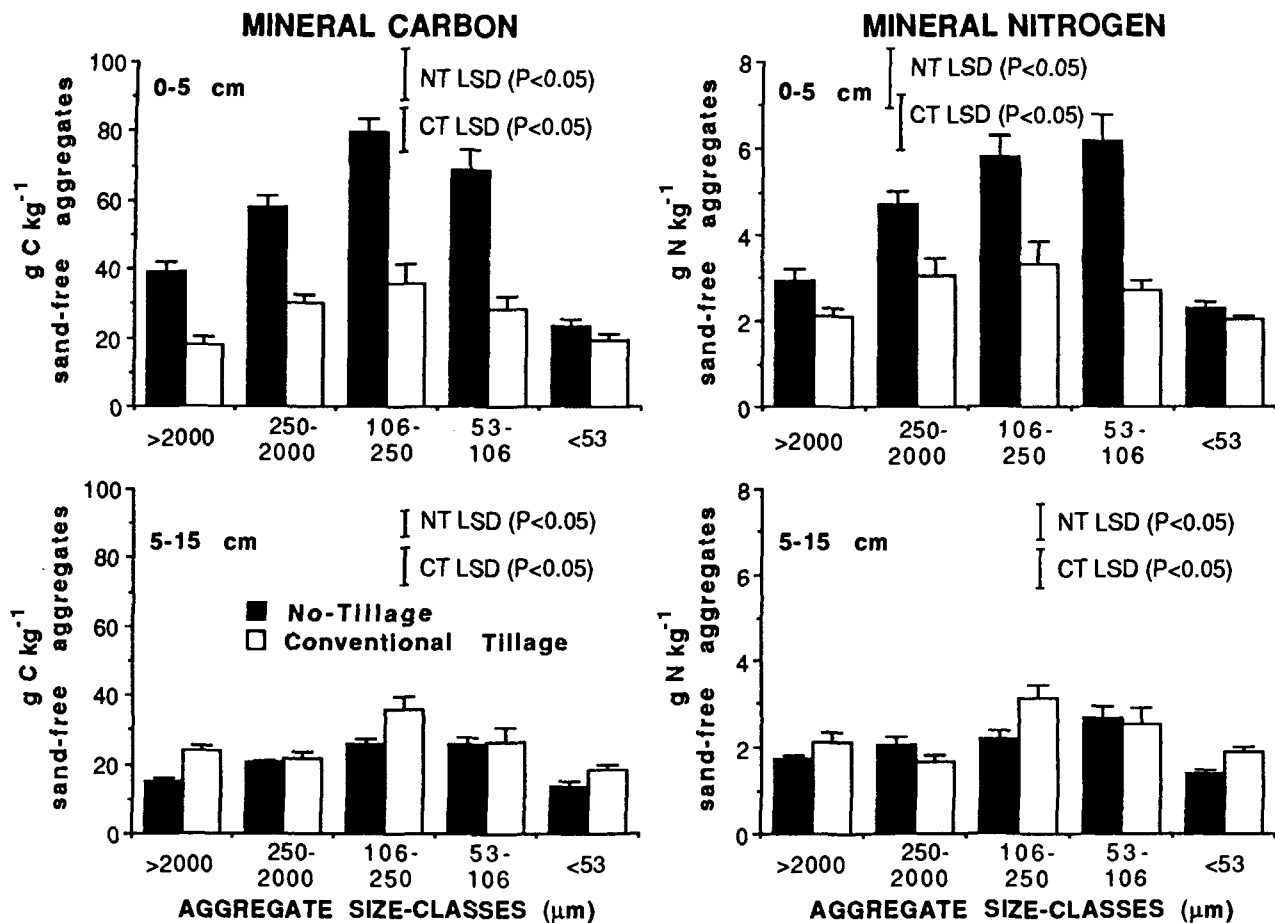 MINERAL CARBON
100
80
60
40
20
0
g C kg-1
sand-free aggregates
0-5 cm
NT LSD (P<0.05)
CT LSD (P<0.05)
>2000
250-
2000
106-
250
53-
106
<53
MINERAL NITROGEN
8
6
4
2
0
g N kg-1
sand-free aggregates
0-5 cm
NT LSD (P<0.05)
CT LSD (P<0.05)
>2000
250-
2000
106-
250
53-
106
<53
100
80
60
40
20
0
g C kg-1
sand-free aggregates
5-15 cm
NT LSD (P<0.05)
CT LSD (P<0.05)
No-Tillage
Conventional Tillage
>2000
250-
2000
106-
250
53-
106
<53
AGGREGATE SIZE-CLASSES (μm)
8
6
4
2
0
g N kg-1
sand-free aggregates
5-15 cm
NT LSD (P<0.05)
CT LSD (P<0.05)
>2000
250-
2000
106-
250
53-
106
<53
AGGREGATE SIZE-CLASSES (μm)